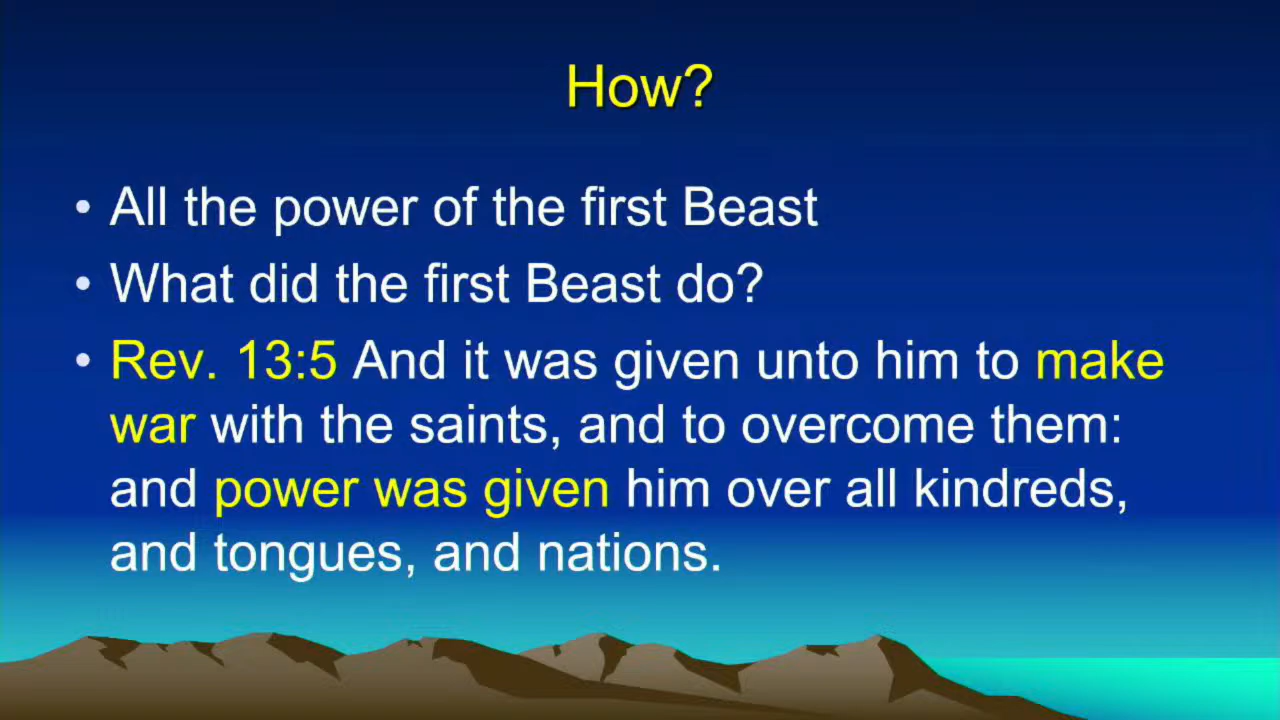 How?
• All the power of the first Beast
• What did the first Beast do?
• Rev. 13:5 And it was given unto him to make
war with the saints, and to overcome them:
and power was given him over all kindreds,
and tongues, and nations.